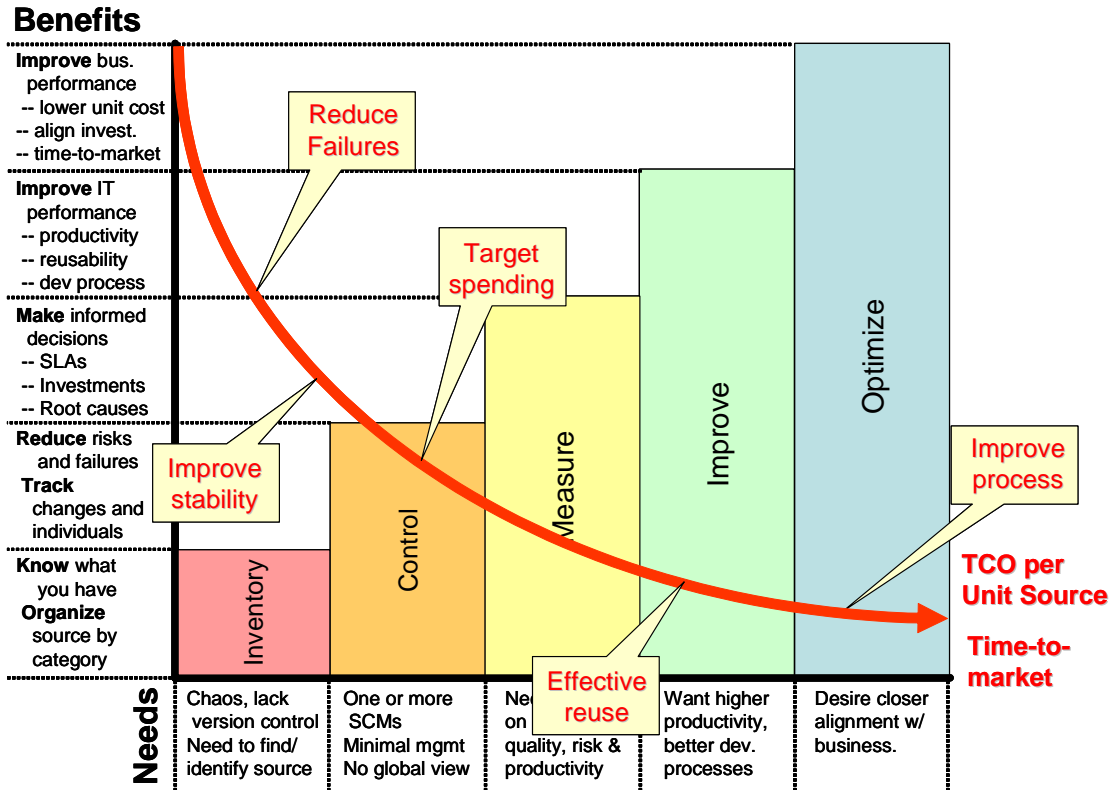 Benefits
Improve bus.
performance
-- lower unit cost
-- align invest.
-- time-to-market
Improve IT
performance
-- productivity
-- reusability
-- dev process
Make informed
decisions
-- SLAs
-- Investments
-- Root causes
Reduce risks
and failures
Track
changes and
individuals
Know what
you have
Organize
source by
category
Reduce
Failures
Target
spending
Improve
stability
Effective
reuse
Improve
process
Inventory
Control
Measure
Improve
Optimize
TCO per
Unit Source
Time-to-
market
Needs
Chaos, lack
version control
Need to find/
identify source
One or more
SCMs
Minimal mgmt
No global view
on
quality, risk &
productivity
Want higher
productivity,
better dev.
processes
Desire closer
alignment w/
business.